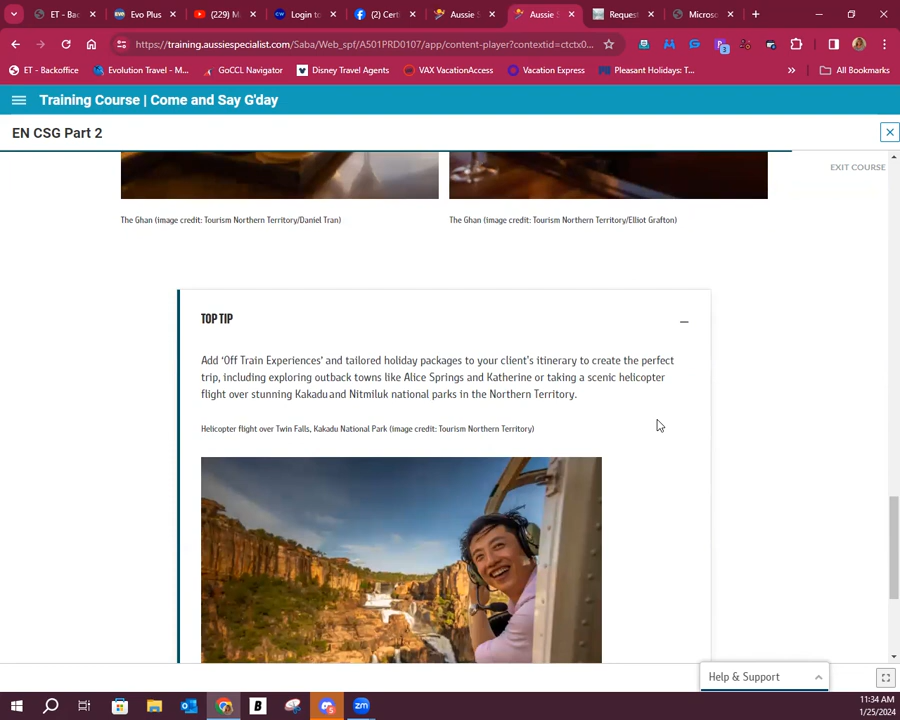 ET - Bac
Evo Plus
(229) M
Login to
(2) Cert
Aussie S
Aussie S
Request
Microso
https://training.aussiespecialist.com/Saba/Web_spf/A501PRD0107/app/content-player?contextid=ctctx0...
3
ET - Backoffice
Evolution Travel - M...
GoCCL Navigator
Disney Travel Agents
VAX VacationAccess
Vacation Express
Pleasant Holidays: T...
»
All Bookmarks
Training Course | Come and Say G'day
EN CSG Part 2
EXIT COURSE
The Ghan (image credit: Tourism Northern Territory/Daniel Tran)
The Ghan (image credit: Tourism Northern Territory/Elliot Grafton)
TOP TIP
Add ‘Off Train Experiences’ and tailored holiday packages to your client's itinerary to create the perfect
trip, including exploring outback towns like Alice Springs and Katherine or taking a scenic helicopter
flight over stunning Kakadu and Nitmiluk national parks in the Northern Territory.
Helicopter flight over Twin Falls, Kakadu National Park (image credit: Tourism Northern Territory)
Help & Support
11:34 AM
1/25/2024